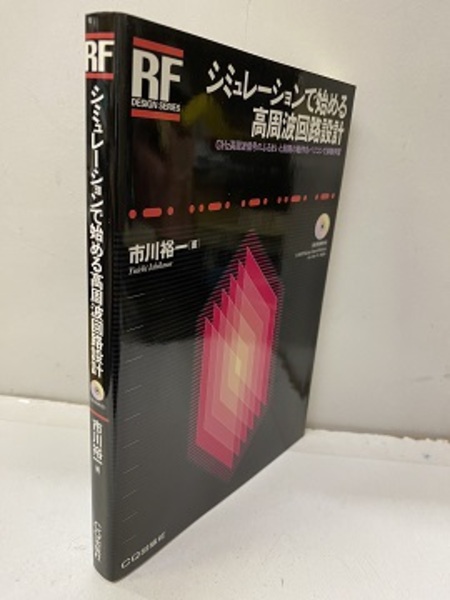 RF
DESIGN SERIES
シミュレーションで始める
高周波回路設計
市川裕一 著
Yuichi Ichikawa
RF
シミュレーションで始める高周波回路設計
市川裕一 著
CQ出版社